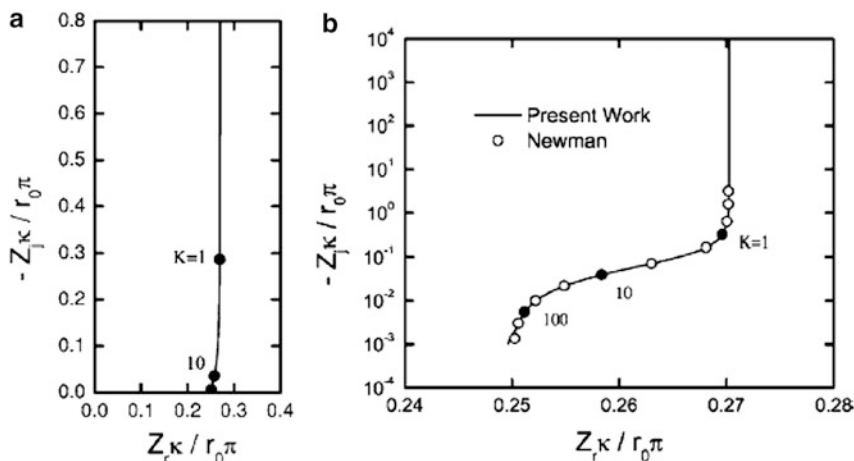 a
0.8
0.7
0.6
0.5
0.4
0.3
0.2
0.1
0.0
- Z_jκ / r_0π
K=1
10
0.0 0.1 0.2 0.3 0.4
Z_rκ / r_0π
b
10^4
10^3
10^2
10^1
10^0
10^-1
10^-2
10^-3
10^-4
- Z_jκ / r_0π
Present Work
Newman
K=1
10
100
0.24 0.25 0.26 0.27 0.28
Z_rκ / r_0π